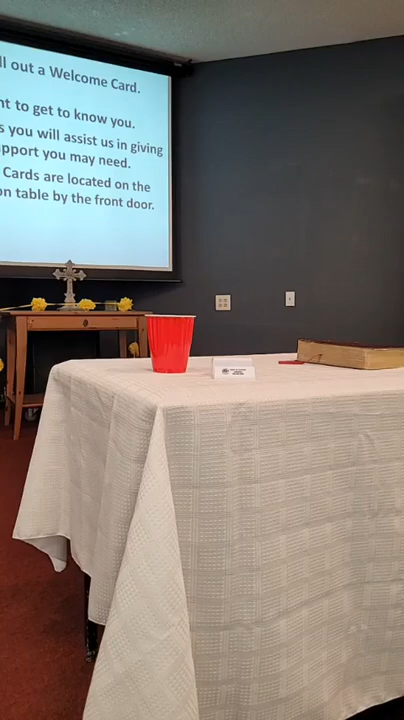 ll out a Welcome Card.
nt to get to know you.
s you will assist us in giving
pport you may need.
Cards are located on the
on table by the front door.